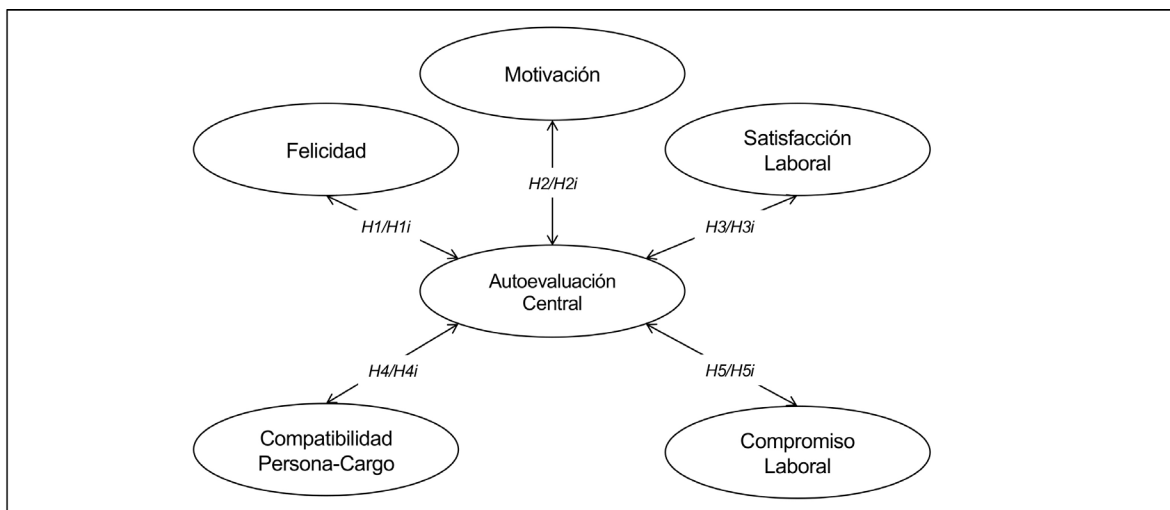 Motivación
Felicidad
Satisfacción
Laboral
H2/H2i
H1/H1i
H3/H3i
Autoevaluación
Central
H4/H4i
H5/H5i
Compatibilidad
Persona-Cargo
Compromiso
Laboral